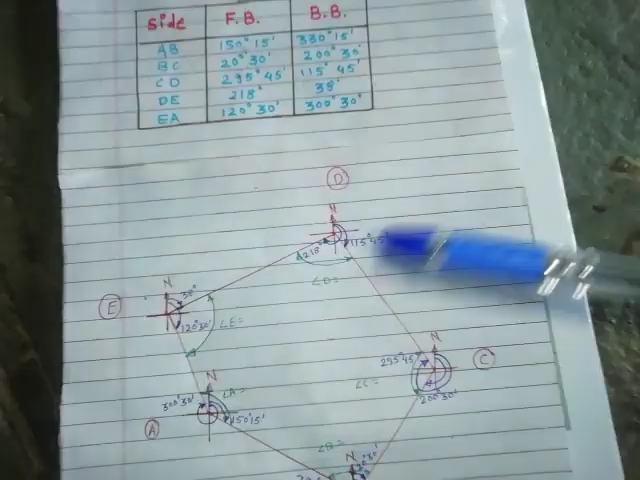 side F.B. B.B.
AB 150°15' 330°15'
BC 20°30' 200°30'
CD 295°45' 115°45'
DE 218° 38°
EA 120°30' 300°30'
D
N
218° 115°45'
∠D=
N
E 38°
120°30' ∠E=
N
C
295°45'
∠C=
200°30'
N
∠A=
300°30'
A 150°15'
∠B=
N